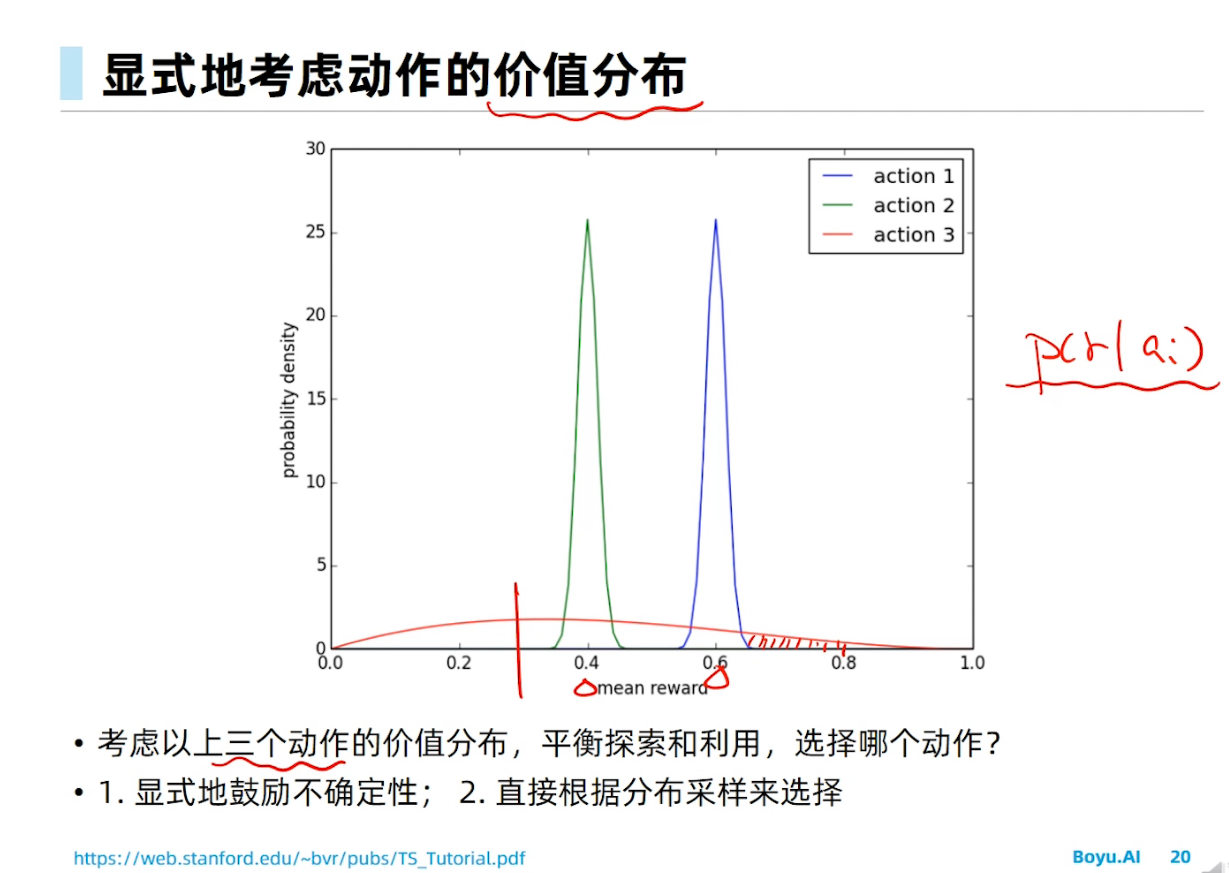 显式地考虑动作的价值分布
30
25
20
15
10
5
0
probability density
action 1
action 2
action 3
p(r|ai)
0.0 0.2 0.4 0.6 0.8 1.0
mean reward
• 考虑以上三个动作的价值分布，平衡探索和利用，选择哪个动作？
• 1. 显式地鼓励不确定性； 2. 直接根据分布采样来选择
https://web.stanford.edu/~bvr/pubs/TS_Tutorial.pdf
Boyu.AI 20